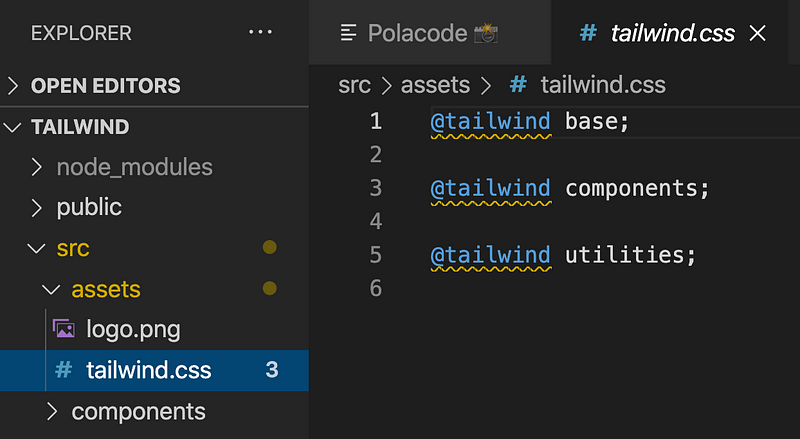 EXPLORER ...
OPEN EDITORS
TAILWIND
node_modules
public
src
assets
logo.png
# tailwind.css 3
components
Polacode 📸
# tailwind.css
src > assets > # tailwind.css
1 @tailwind base;
2
3 @tailwind components;
4
5 @tailwind utilities;
6